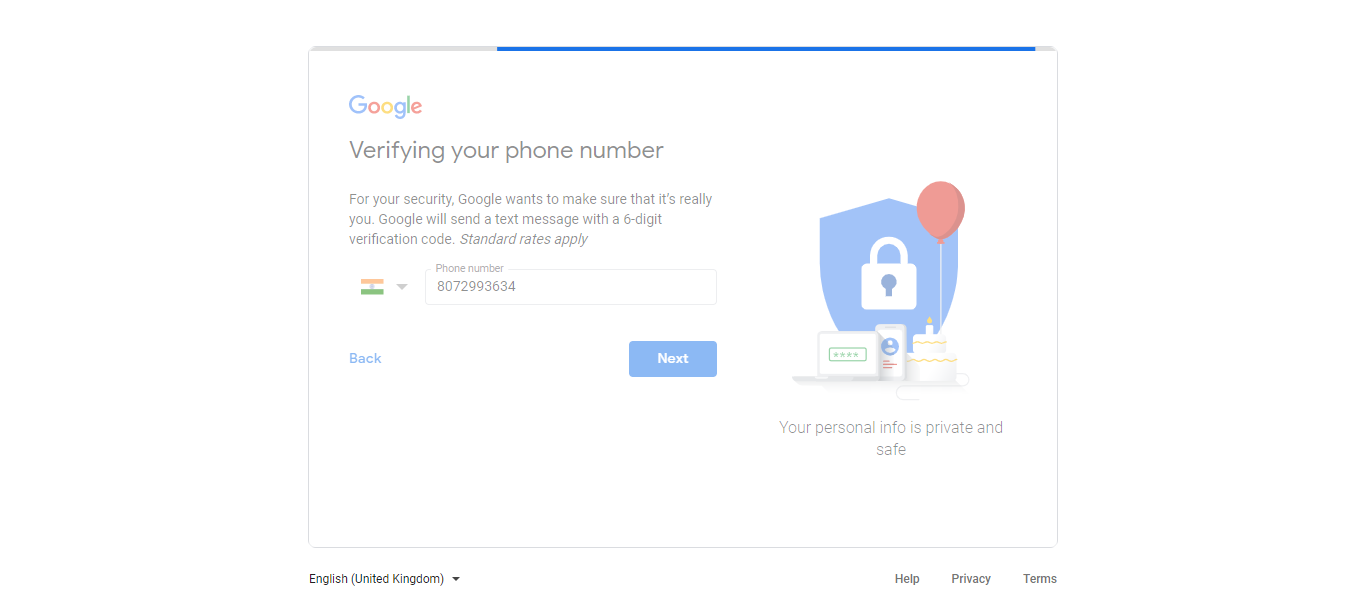 Google
Verifying your phone number
For your security, Google wants to make sure that it’s really
you. Google will send a text message with a 6-digit
verification code. Standard rates apply
Phone number
8072993634
Back
Next
****
Your personal info is private and
safe
English (United Kingdom)
Help
Privacy
Terms